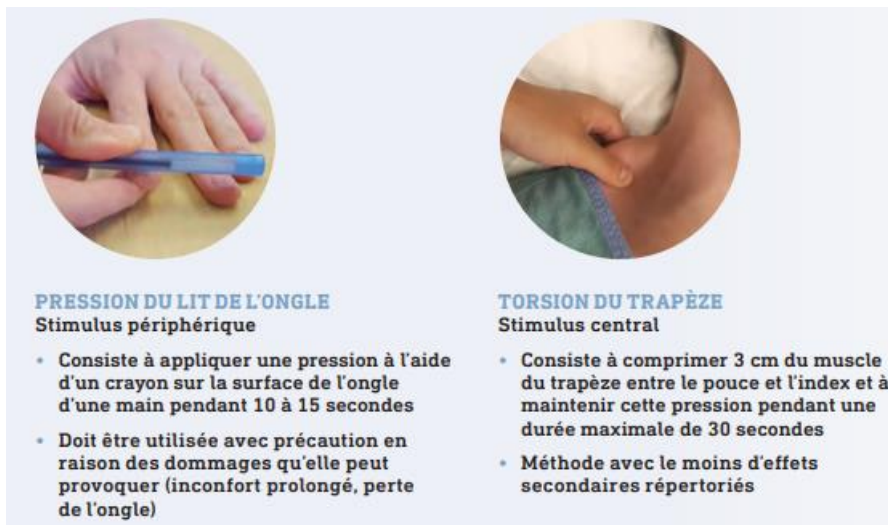 PRESSION DU LIT DE L'ONGLE
Stimulus périphérique
• Consiste à appliquer une pression à l'aide
d'un crayon sur la surface de l'ongle
d'une main pendant 10 à 15 secondes
• Doit être utilisée avec précaution en
raison des dommages qu'elle peut
provoquer (inconfort prolongé, perte
de l'ongle)
TORSION DU TRAPÈZE
Stimulus central
• Consiste à comprimer 3 cm du muscle
du trapèze entre le pouce et l'index et à
maintenir cette pression pendant une
durée maximale de 30 secondes
• Méthode avec le moins d'effets
secondaires répertoriés